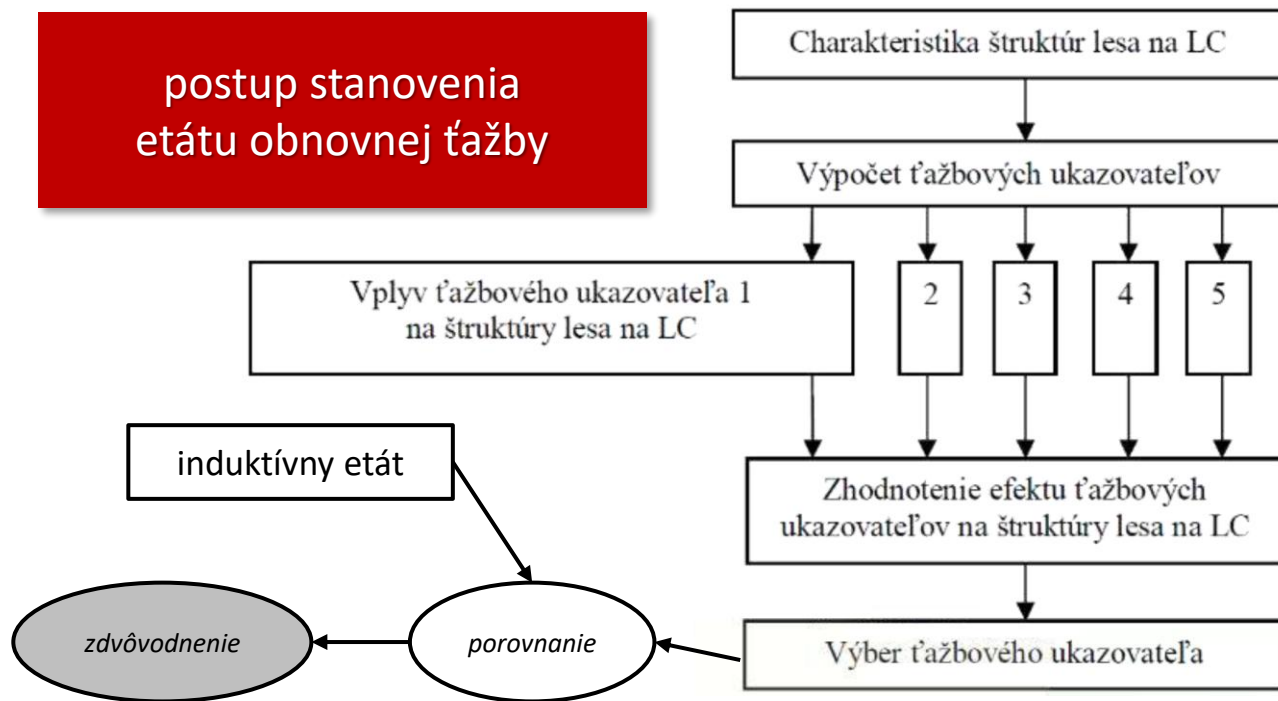 postup stanovenia
etátu obnovnej ťažby
Charakteristika štruktúr lesa na LC
Výpočet ťažbových ukazovateľov
Vplyv ťažbového ukazovateľa 1
na štruktúry lesa na LC
2
3
4
5
induktívny etát
Zhodnotenie efektu ťažbových
ukazovateľov na štruktúry lesa na LC
zdvôvodnenie
porovnanie
Výber ťažbového ukazovateľa